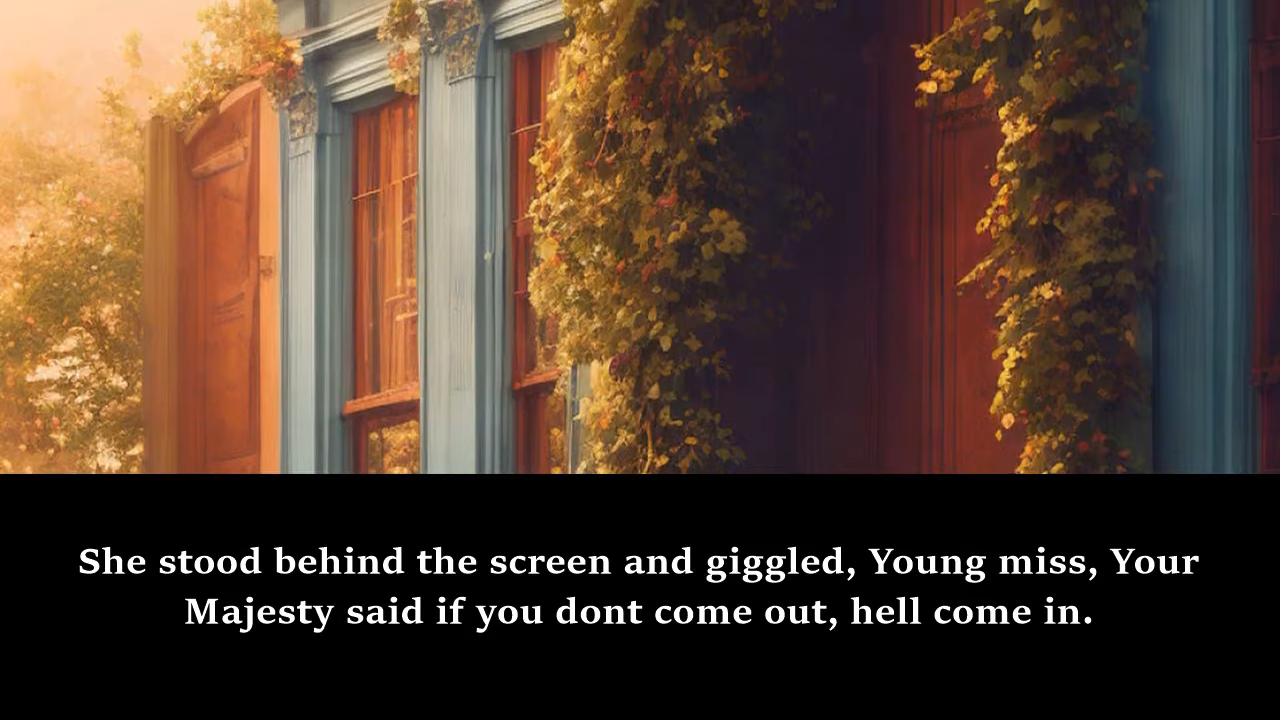 She stood behind the screen and giggled, Young miss, Your
Majesty said if you dont come out, hell come in.